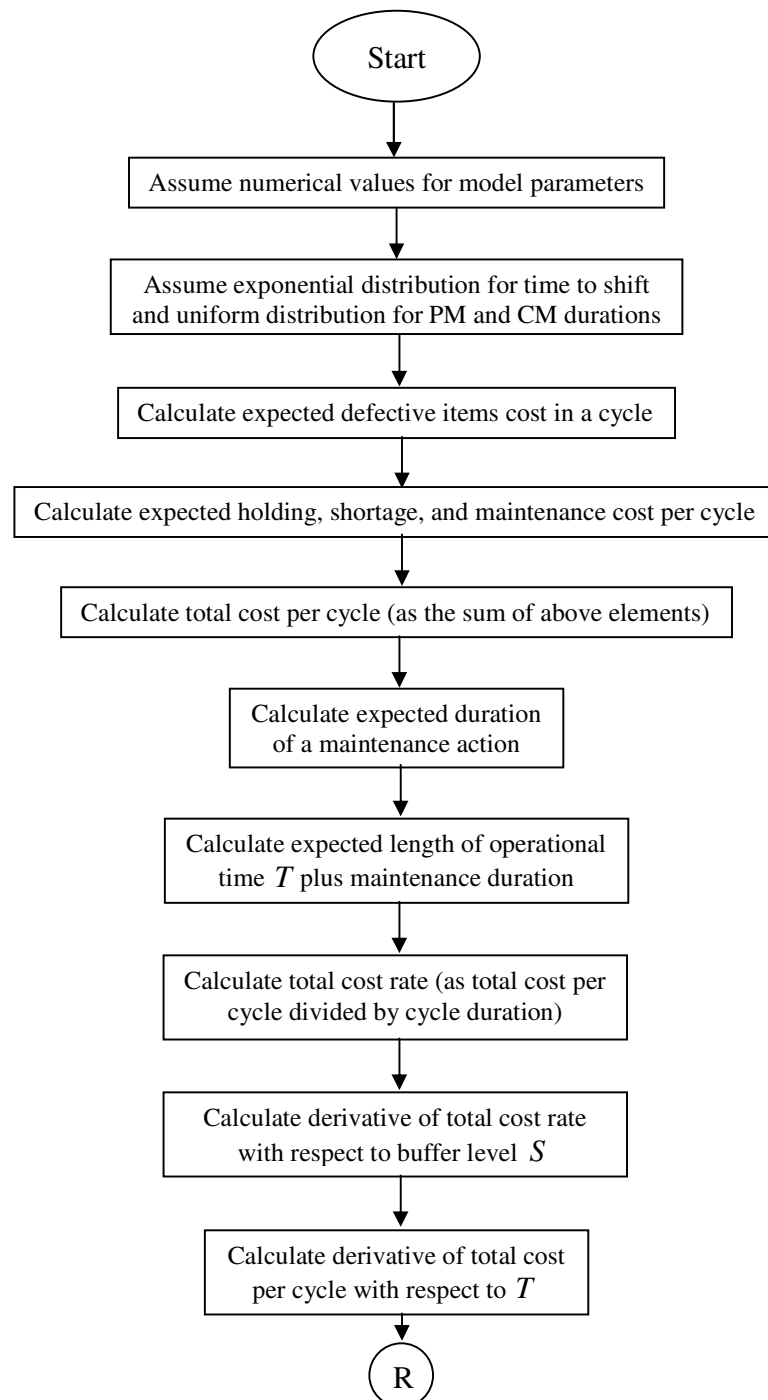 Start
Assume numerical values for model parameters
Assume exponential distribution for time to shift
and uniform distribution for PM and CM durations
Calculate expected defective items cost in a cycle
Calculate expected holding, shortage, and maintenance cost per cycle
Calculate total cost per cycle (as the sum of above elements)
Calculate expected duration
of a maintenance action
Calculate expected length of operational
time T plus maintenance duration
Calculate total cost rate (as total cost per
cycle divided by cycle duration)
Calculate derivative of total cost rate
with respect to buffer level S
Calculate derivative of total cost
per cycle with respect to T
R